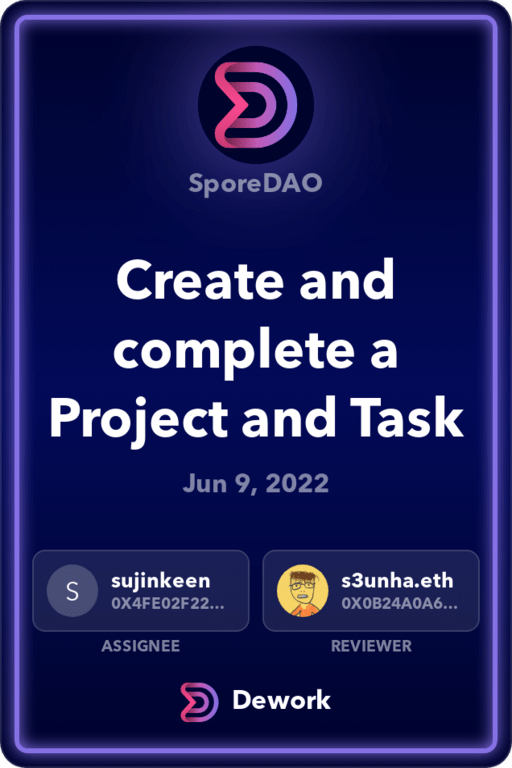 SporeDAO
Create and
complete a
Project and Task
Jun 9, 2022
S
sujinkeen
0X4FE02F22...
s3unha.eth
0X0B24A0A6...
ASSIGNEE
REVIEWER
Dework